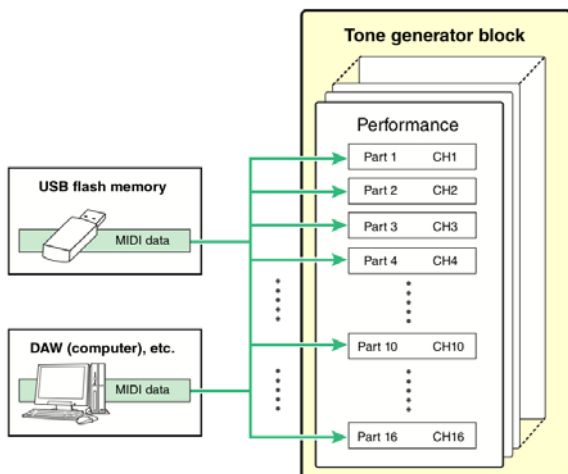 Tone generator block
Performance
Part 1 CH1
Part 2 CH2
Part 3 CH3
Part 4 CH4
Part 10 CH10
Part 16 CH16
USB flash memory
MIDI data
DAW (computer), etc.
MIDI data